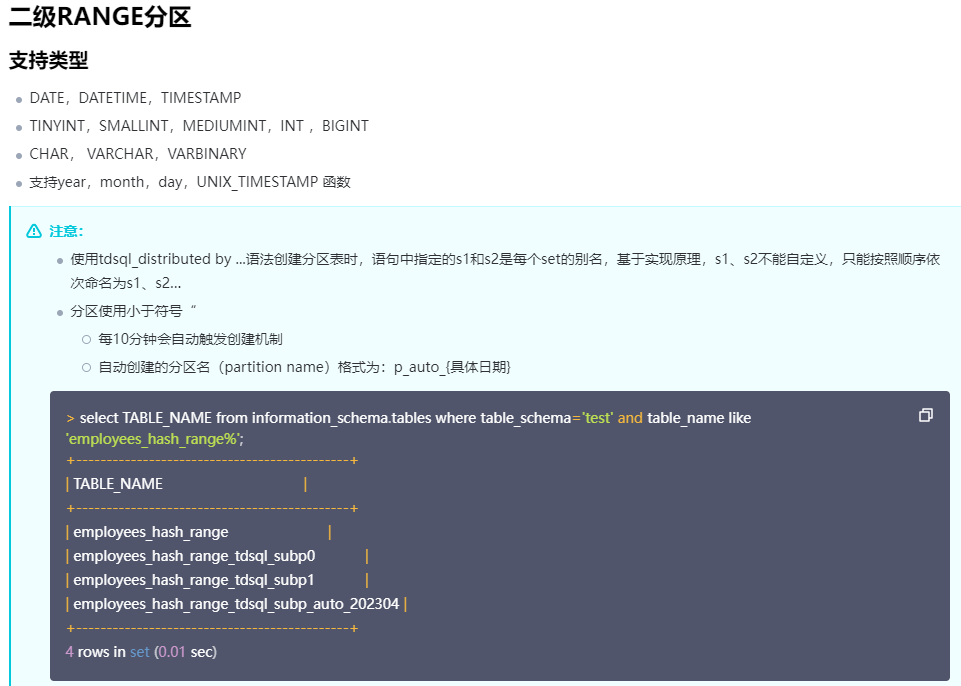 二级RANGE分区
支持类型
DATE，DATETIME，TIMESTAMP
TINYINT，SMALLINT，MEDIUMINT，INT ，BIGINT
CHAR， VARCHAR，VARBINARY
支持year，month，day，UNIX_TIMESTAMP 函数
注意：
使用tdsql_distributed by ...语法创建分区表时，语句中指定的s1和s2是每个set的别名，基于实现原理，s1、s2不能自定义，只能按照顺序依
次命名为s1、s2...
分区使用小于符号“
每10分钟会自动触发创建机制
自动创建的分区名（partition name）格式为：p_auto_{具体日期}
> select TABLE_NAME from information_schema.tables where table_schema='test' and table_name like
'employees_hash_range%';
+---------------------------------------------+
| TABLE_NAME |
+---------------------------------------------+
| employees_hash_range |
| employees_hash_range_tdsql_subp0 |
| employees_hash_range_tdsql_subp1 |
| employees_hash_range_tdsql_subp_auto_202304 |
+---------------------------------------------+
4 rows in set (0.01 sec)